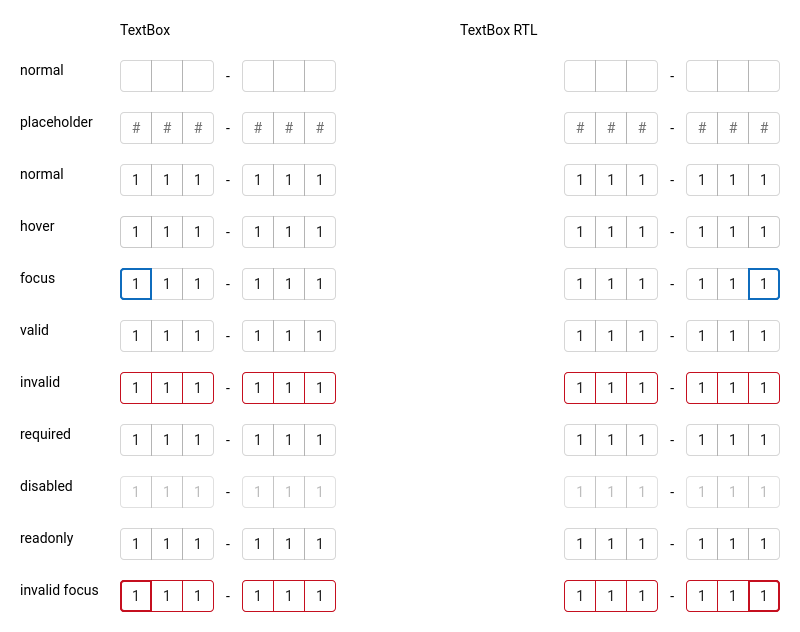 TextBox TextBox RTL
normal - -
placeholder # # # - # # # # # # - # # #
normal 1 1 1 - 1 1 1 1 1 1 - 1 1 1
hover 1 1 1 - 1 1 1 1 1 1 - 1 1 1
focus 1 1 1 - 1 1 1 1 1 1 - 1 1 1
valid 1 1 1 - 1 1 1 1 1 1 - 1 1 1
invalid 1 1 1 - 1 1 1 1 1 1 - 1 1 1
required 1 1 1 - 1 1 1 1 1 1 - 1 1 1
disabled 1 1 1 - 1 1 1 1 1 1 - 1 1 1
readonly 1 1 1 - 1 1 1 1 1 1 - 1 1 1
invalid focus 1 1 1 - 1 1 1 1 1 1 - 1 1 1